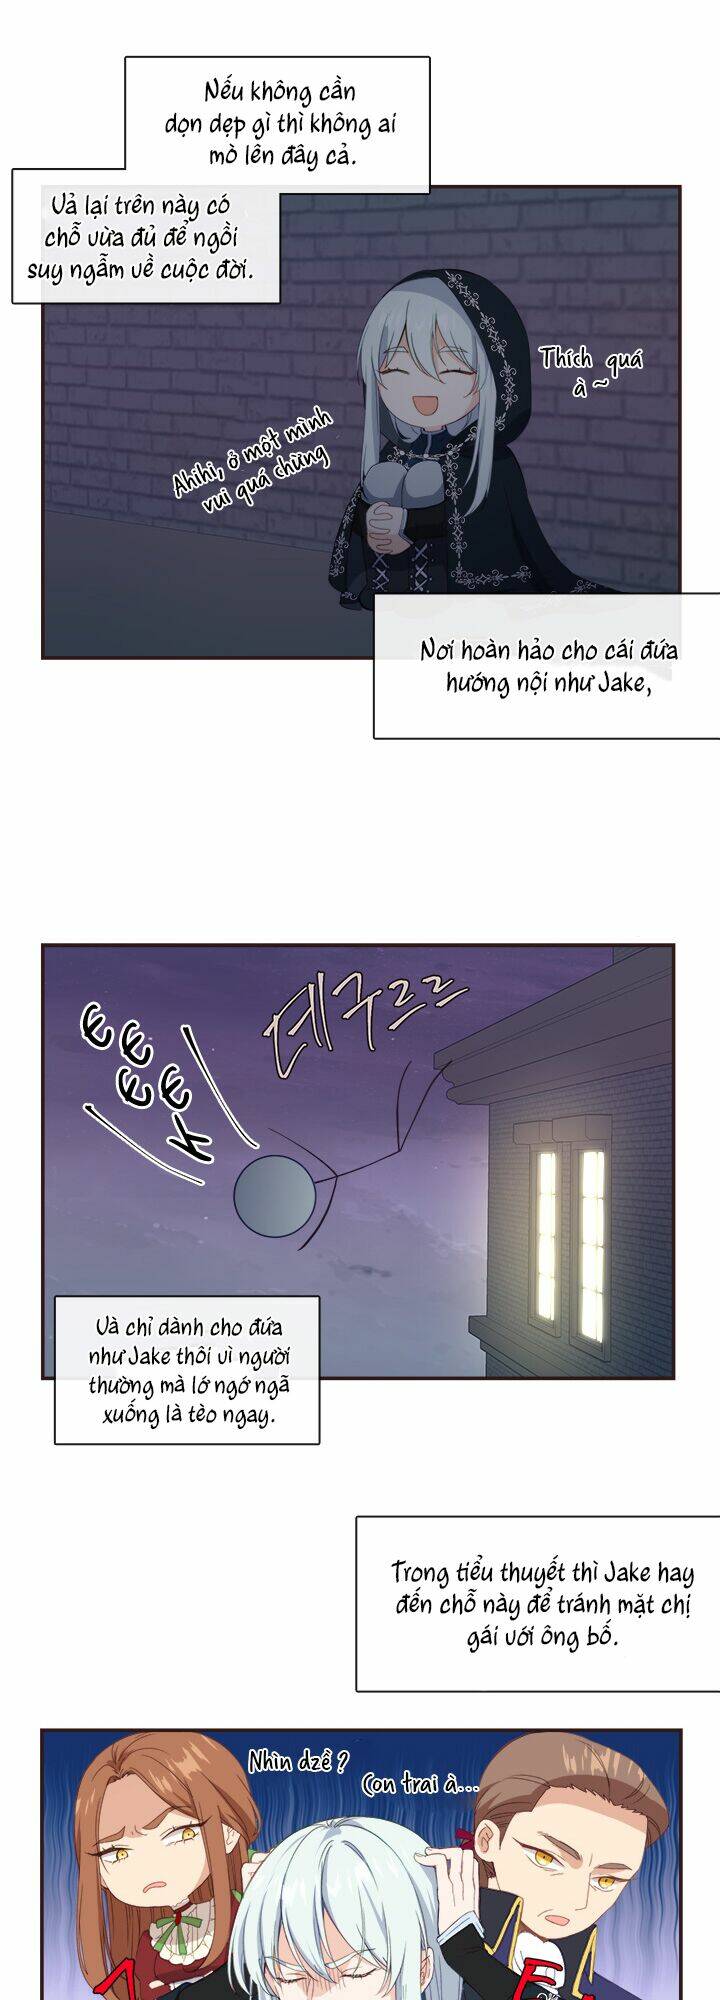 Nếu không cần
dọn dẹp gì thì không ai
mò lên đây cả.
Vả lại trên này có
chỗ vừa đủ để ngồi
suy ngẫm về cuộc đời.
Thích quá
à ~
Ahihi, ở một mình
vui quá chừng
Nơi hoàn hảo cho cái đứa
hướng nội như Jake,
데구르르
Và chỉ dành cho đứa
như Jake thôi vì người
thường mà lớ ngớ ngã
xuống là tèo ngay.
Trong tiểu thuyết thì Jake hay
đến chỗ này để tránh mặt chị
gái với ông bố.
Nhìn dzề ?
Con trai à...